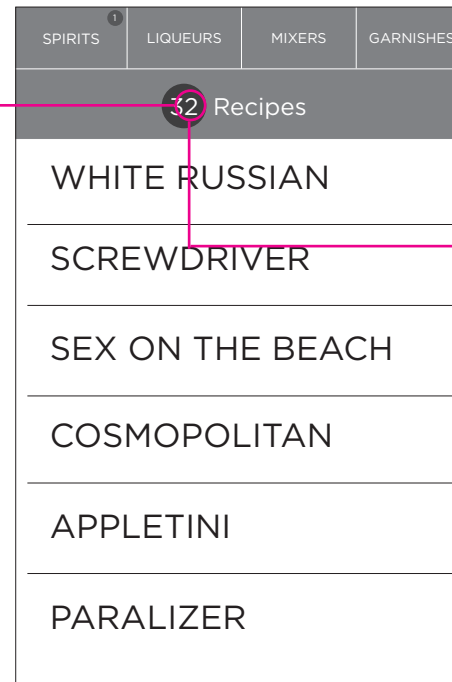 SPIRITS 1 LIQUEURS MIXERS GARNISHES
32 Recipes
WHITE RUSSIAN
SCREWDRIVER
SEX ON THE BEACH
COSMOPOLITAN
APPLETINI
PARALIZER